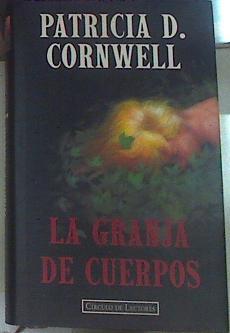 PATRICIA D.
CORNWELL
LA GRANJA
DE CUERPOS
CÍRCULO DE LECTORES